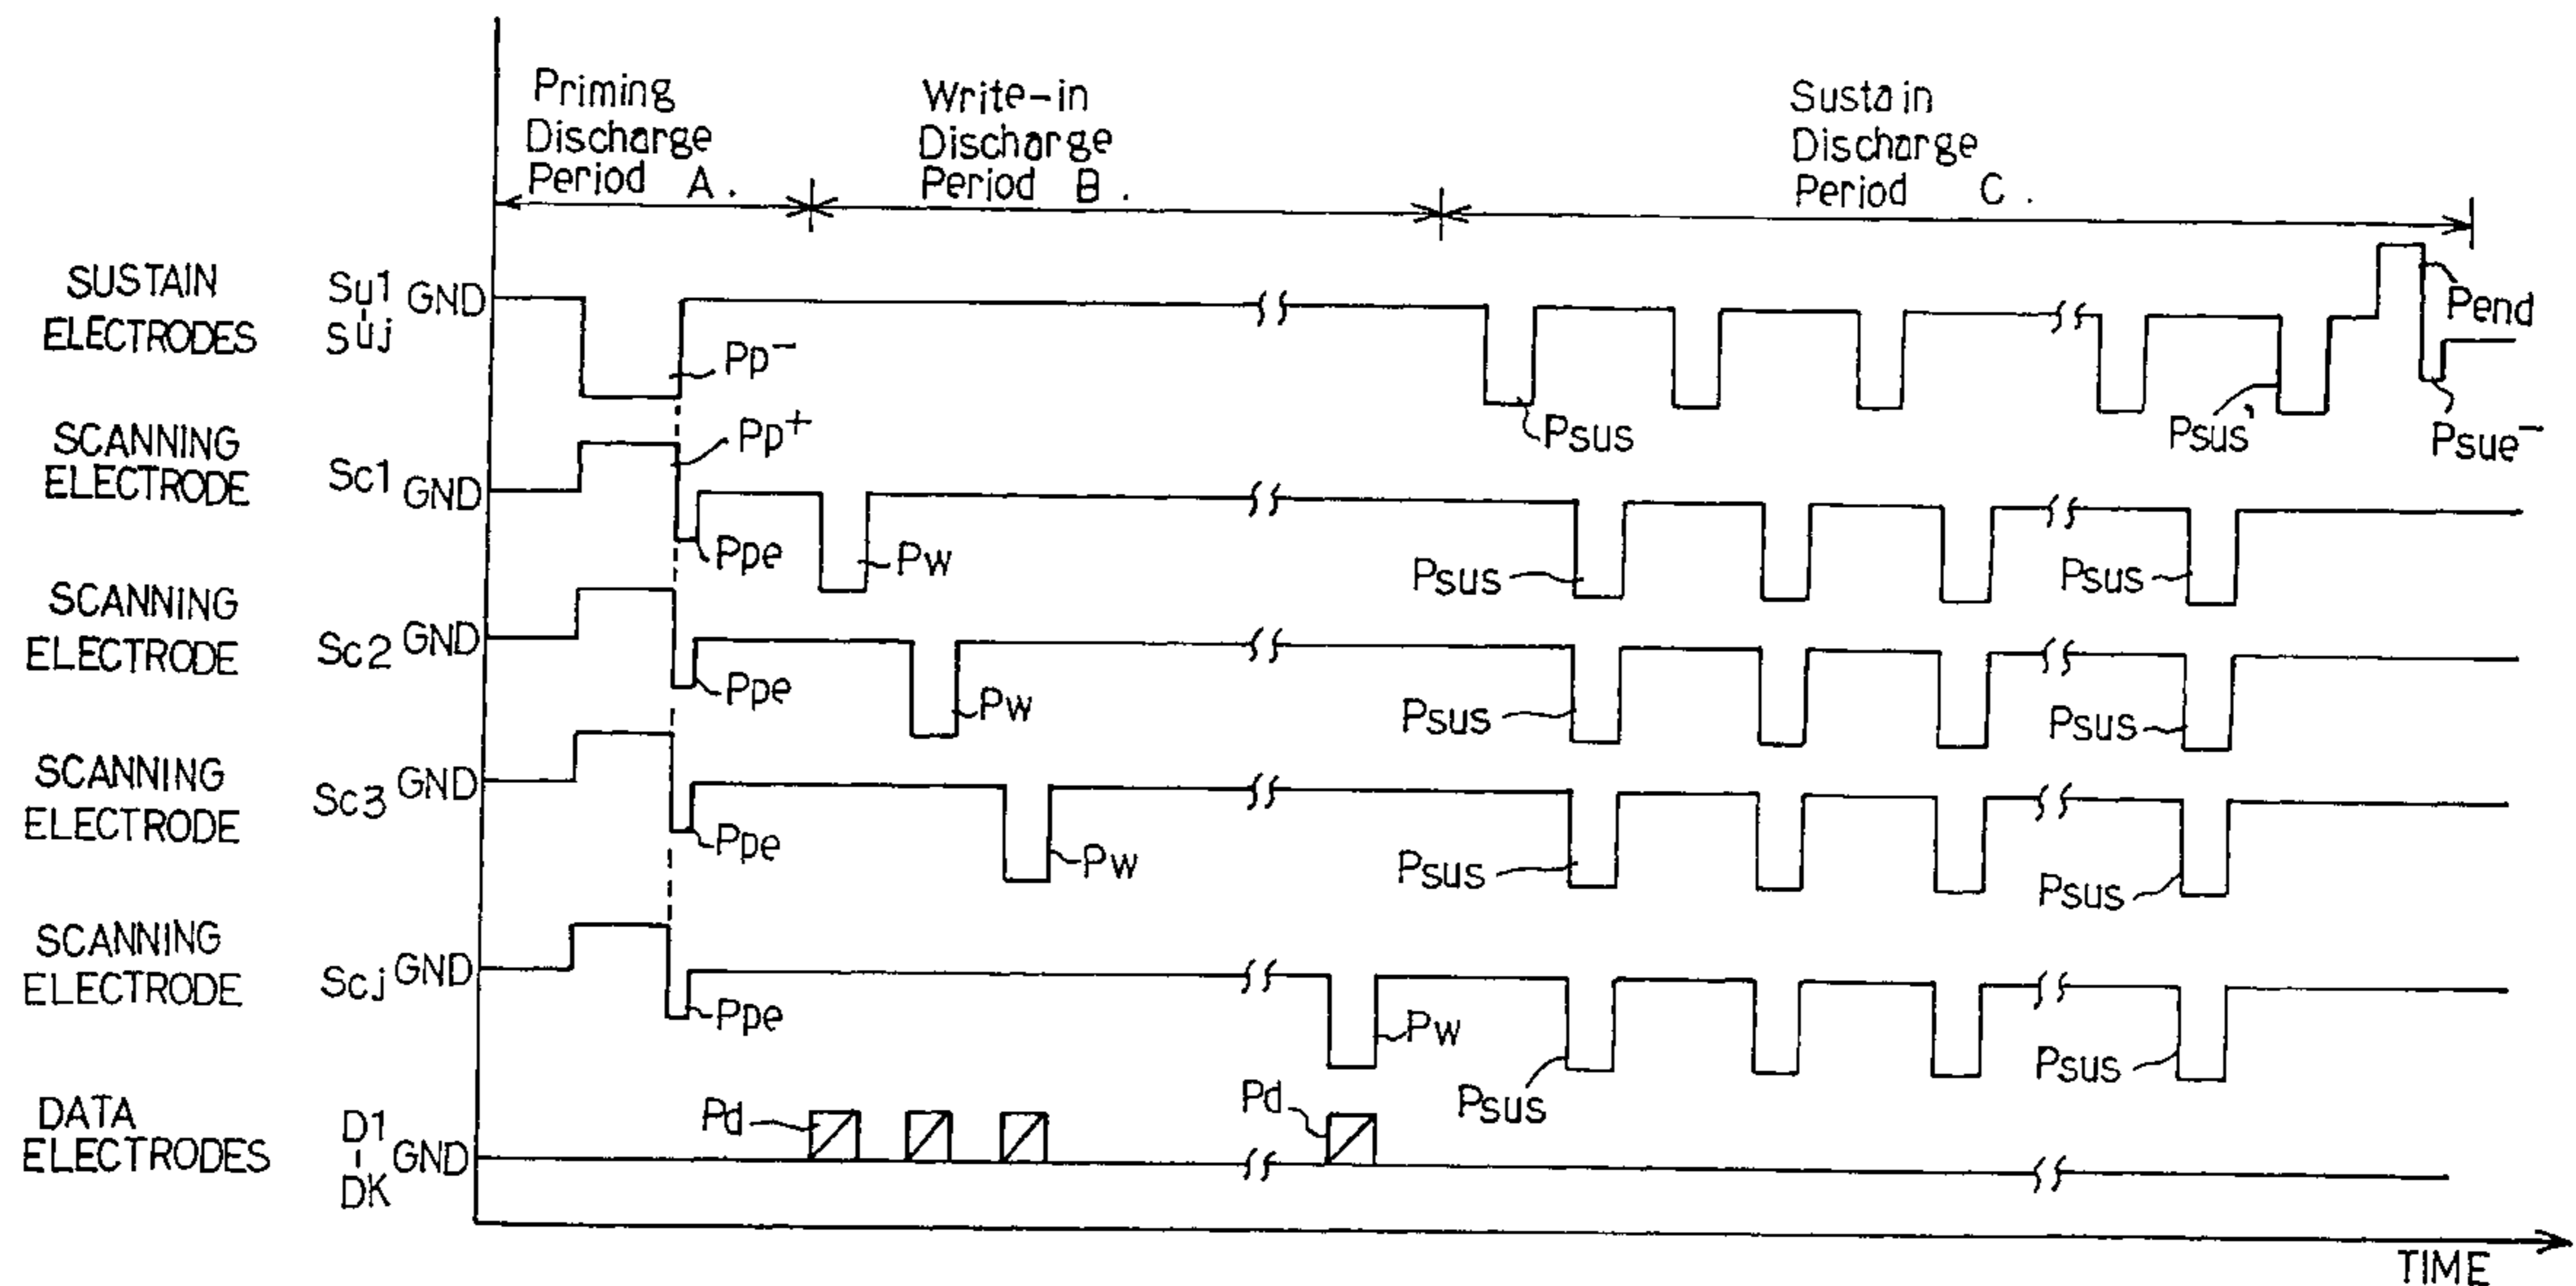 Priming
Discharge
Period A.
Write-in
Discharge
Period B.
Sustain
Discharge
Period C.
SUSTAIN
ELECTRODES
Su1
-
Suj
GND
Pp-
Psus
Psus'
Pend
Psue-
SCANNING
ELECTRODE
Sc1
GND
Pp+
Ppe
Pw
Psus
Psus
SCANNING
ELECTRODE
Sc2
GND
Ppe
Pw
Psus
Psus
SCANNING
ELECTRODE
Sc3
GND
Ppe
Pw
Psus
Psus
SCANNING
ELECTRODE
Scj
GND
Ppe
Pw
Psus
Psus
DATA
ELECTRODES
D1
-
DK
GND
Pd
Pd
TIME